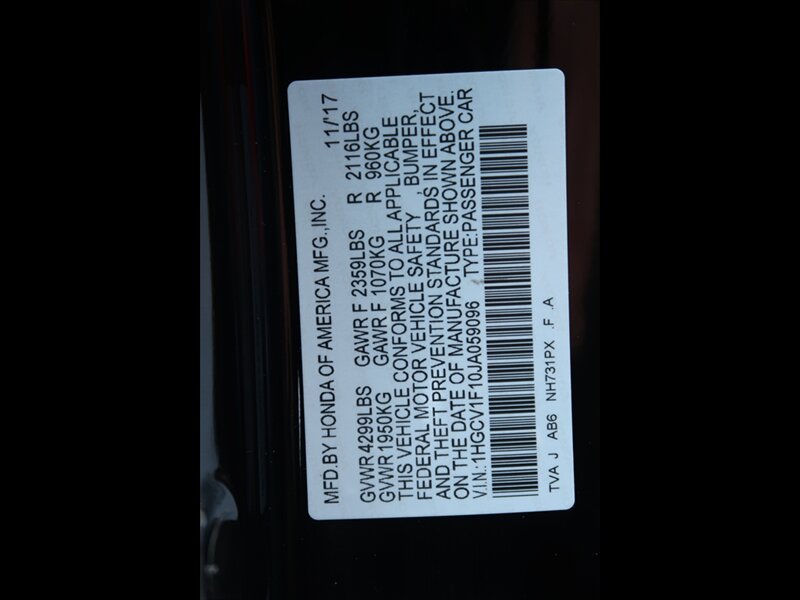 MFD.BY HONDA OF AMERICA MFG.,INC. 11/'17
GVWR 4299LBS GAWR F 2359LBS R 2116LBS
GVWR 1950KG GAWR F 1070KG R 960KG
THIS VEHICLE CONFORMS TO ALL APPLICABLE
FEDERAL MOTOR VEHICLE SAFETY , BUMPER,
AND THEFT PREVENTION STANDARDS IN EFFECT
ON THE DATE OF MANUFACTURE SHOWN ABOVE.
V.I.N.:1HGCV1F10JA059096 TYPE:PASSENGER CAR
TVA J AB6 NH731PX .F .A